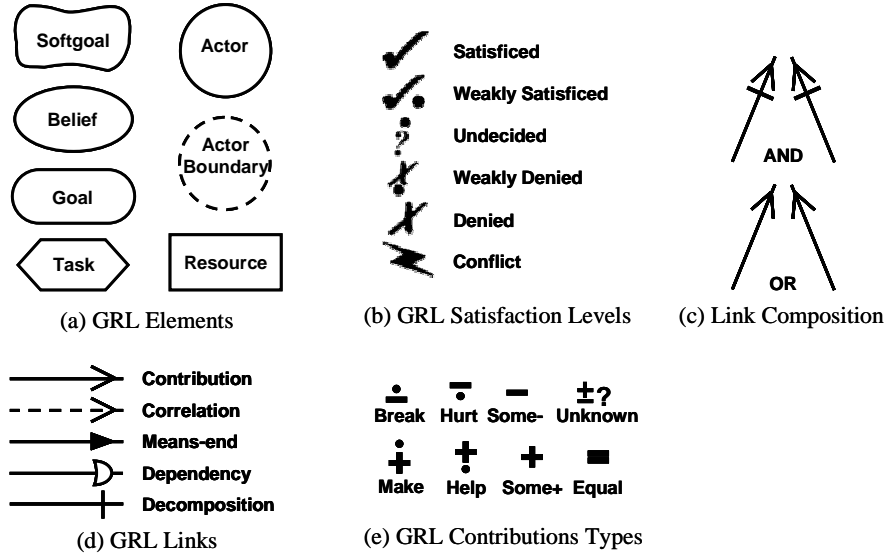 Softgoal
Actor
Belief
Actor
Boundary
Goal
Task
Resource
(a) GRL Elements
Satisficed
Weakly Satisficed
Undecided
Weakly Denied
Denied
Conflict
(b) GRL Satisfaction Levels
AND
OR
(c) Link Composition
Contribution
Correlation
Means-end
Dependency
Decomposition
(d) GRL Links
?
Break Hurt Some- Unknown
Make Help Some+ Equal
(e) GRL Contributions Types